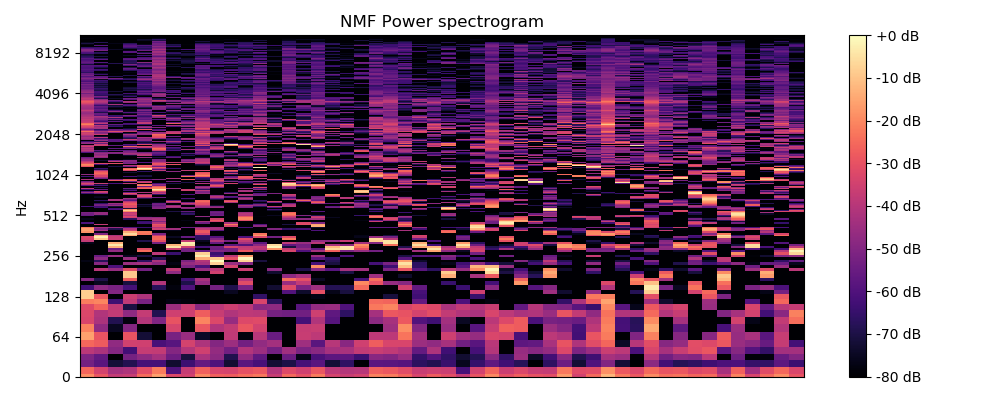 NMF Power spectrogram
Hz
8192
4096
2048
1024
512
256
128
64
0
+0 dB
-10 dB
-20 dB
-30 dB
-40 dB
-50 dB
-60 dB
-70 dB
-80 dB